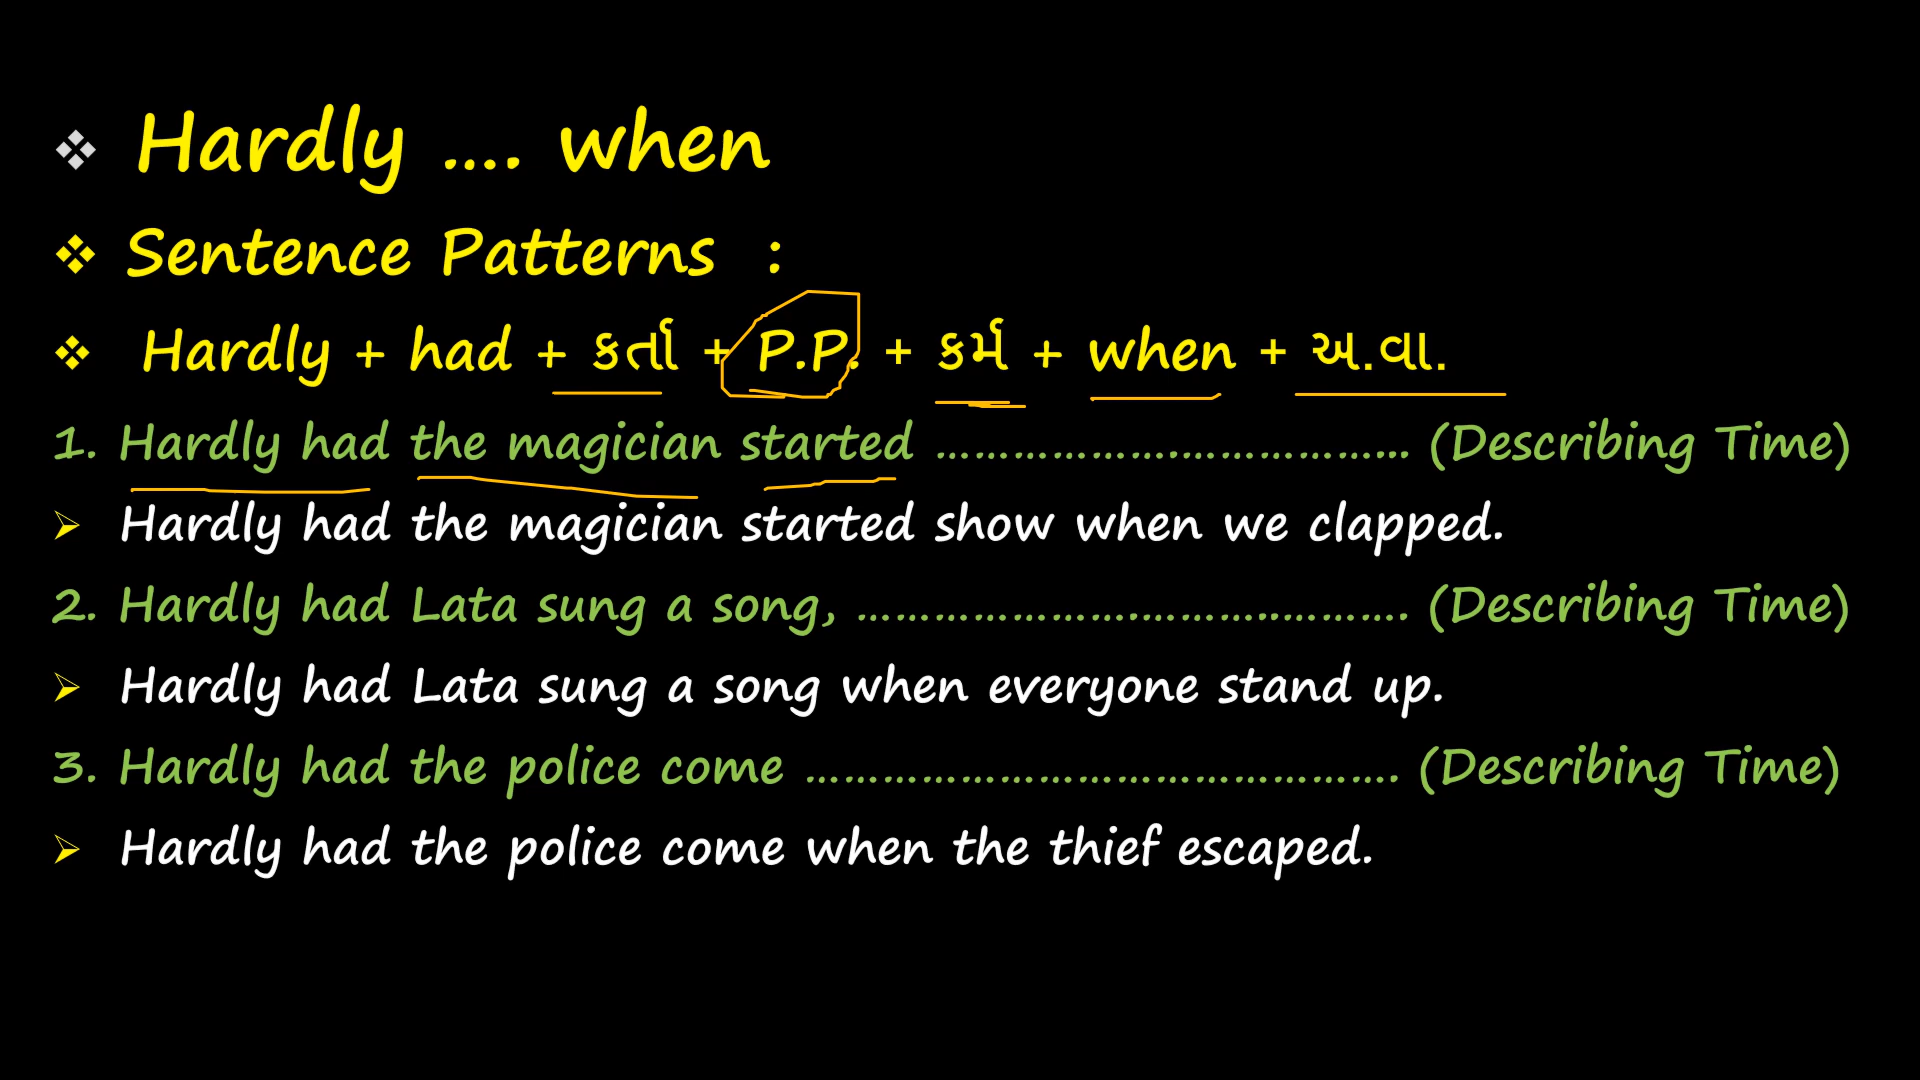 ❖ Hardly .... when
❖ Sentence Patterns :
❖ Hardly + had + કર્તા + P.P. + કર્મ + when + અ.વા.
1. Hardly had the magician started ………………..………………... (Describing Time)
➢ Hardly had the magician started show when we clapped.
2. Hardly had Lata sung a song, …………………..…………..………. (Describing Time)
➢ Hardly had Lata sung a song when everyone stand up.
3. Hardly had the police come ………………………………………. (Describing Time)
➢ Hardly had the police come when the thief escaped.